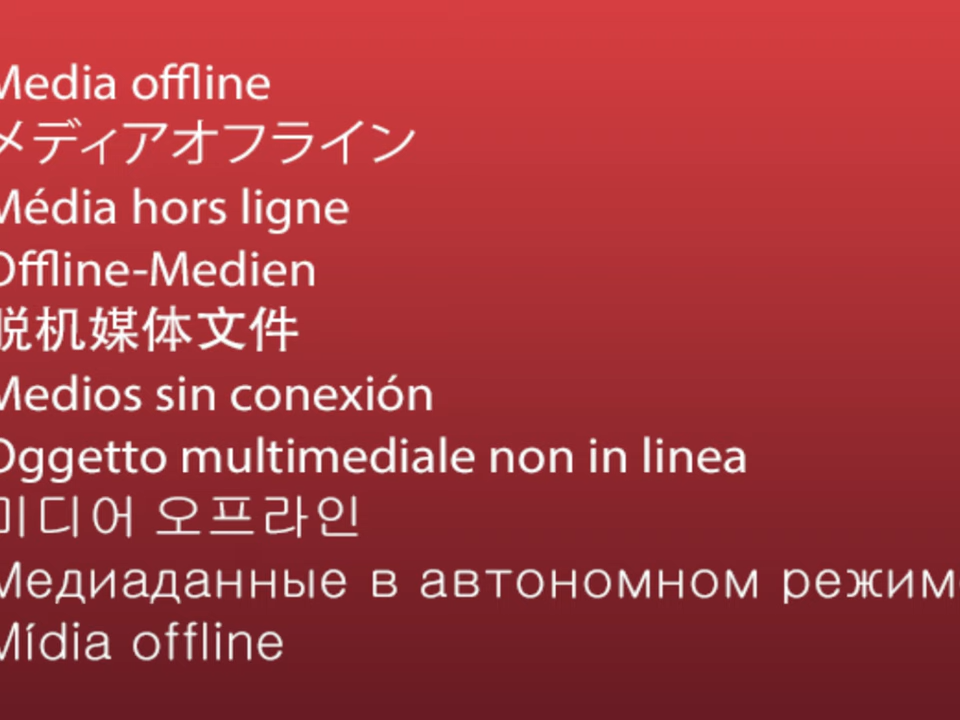 Media offline
メディアオフライン
Média hors ligne
Offline-Medien
脱机媒体文件
Medios sin conexión
Oggetto multimediale non in linea
미디어 오프라인
Медиаданные в автономном режиме
Mídia offline